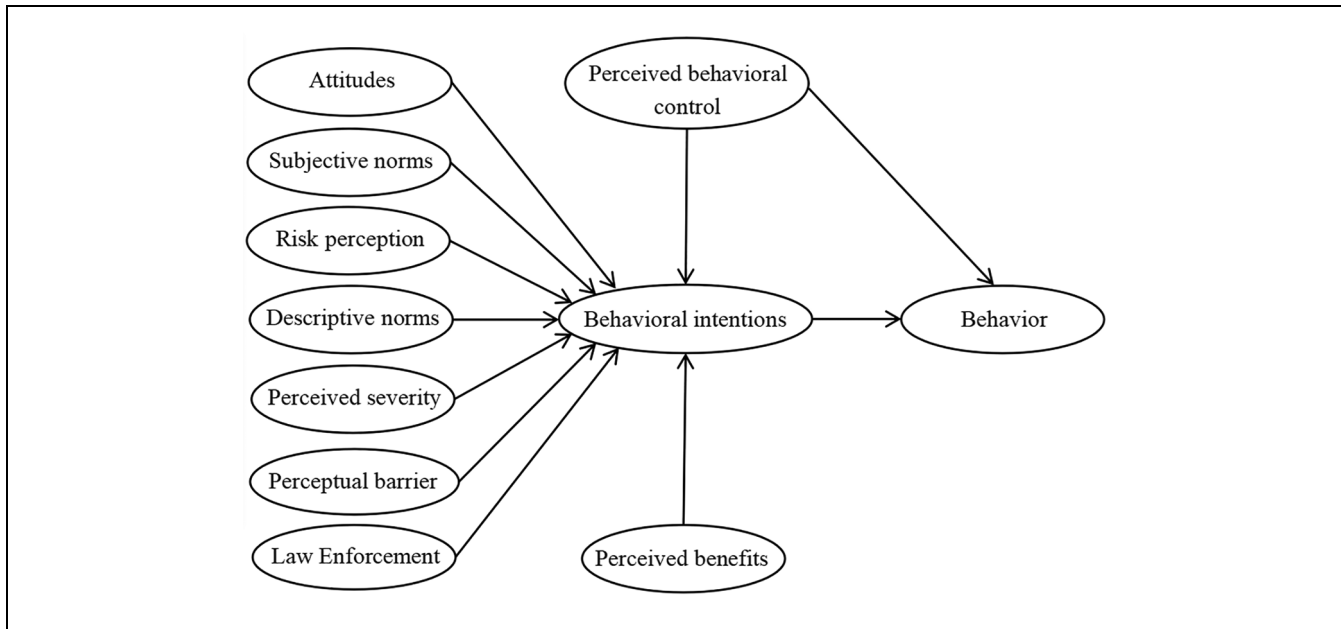 Attitudes
Subjective norms
Risk perception
Descriptive norms
Perceived severity
Perceptual barrier
Law Enforcement
Perceived behavioral
control
Behavioral intentions
Perceived benefits
Behavior